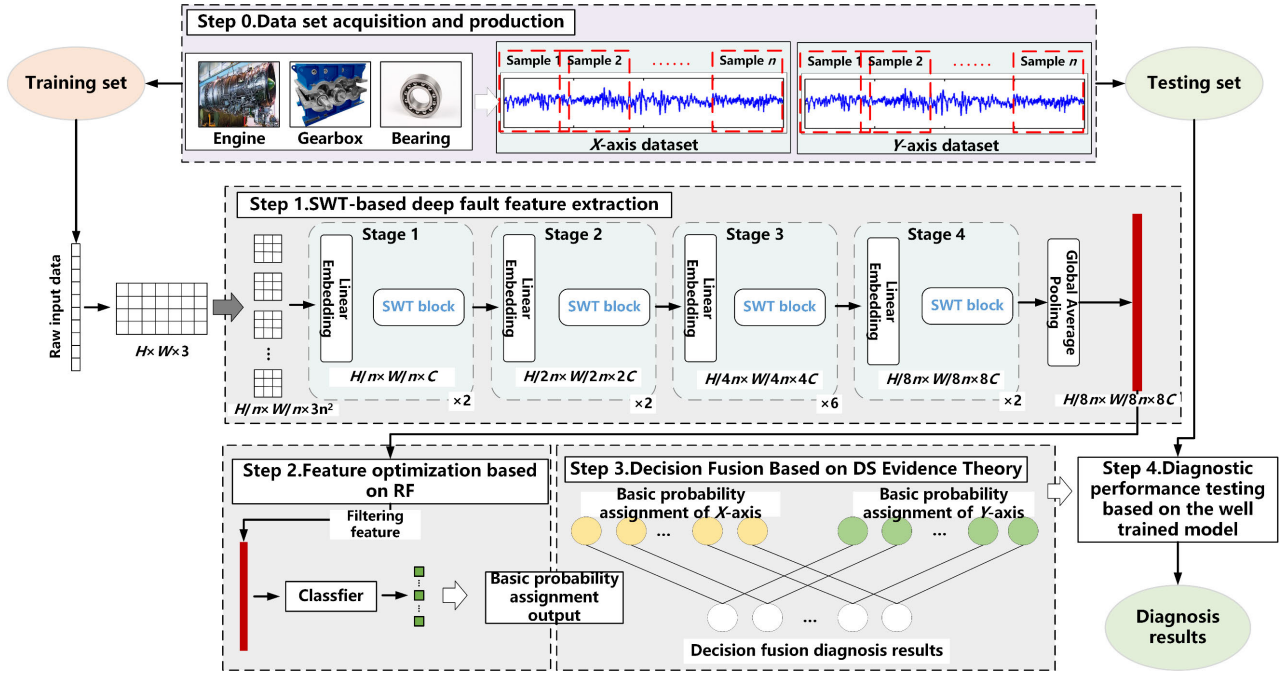 Step 0.Data set acquisition and production
Training set
Engine
Gearbox
Bearing
Sample 1
Sample 2
......
Sample n
X-axis dataset
Sample 1
Sample 2
......
Sample n
Y-axis dataset
Testing set
Step 1.SWT-based deep fault feature extraction
Raw input data
H×W×3
...
H/n×W/n×3n²
Stage 1
Linear
Embedding
SWT block
H/n×W/n×C
×2
Stage 2
Linear
Embedding
SWT block
H/2n×W/2n×2C
×2
Stage 3
Linear
Embedding
SWT block
H/4n×W/4n×4C
×6
Stage 4
Linear
Embedding
SWT block
H/8n×W/8n×8C
×2
Global Average
Pooling
H/8n×W/8n×8C
Step 2.Feature optimization based
on RF
Filtering
feature
Classfier
Basic probability
assignment
output
Step 3.Decision Fusion Based on DS Evidence Theory
Basic probability
assignment of X-axis
...
Basic probability
assignment of Y-axis
...
...
Decision fusion diagnosis results
Step 4.Diagnostic
performance testing
based on the well
trained model
Diagnosis
results